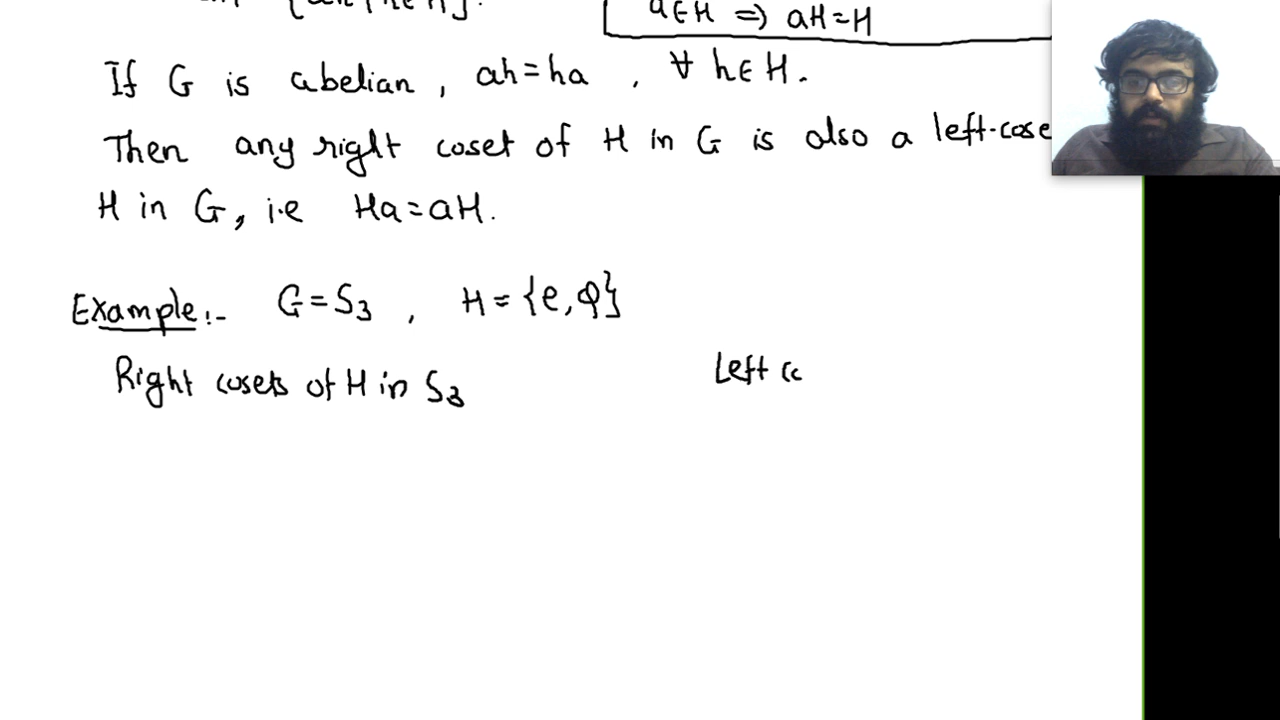 a∈H ⇒ aH=H
If G is abelian, ah=ha, ∀ h∈H.
Then any right coset of H in G is also a left-cose
H in G, i.e Ha=aH.
Example:- G=S₃, H={e,φ}
Right cosets of H in S₃
Left co